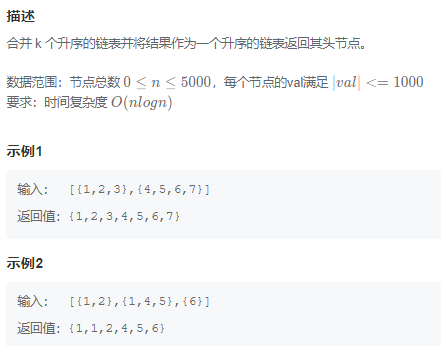 描述
合并 k 个升序的链表并将结果作为一个升序的链表返回其头节点。
数据范围：节点总数 0 ≤ n ≤ 5000，每个节点的val满足 |val| <= 1000
要求：时间复杂度 O(nlogn)
示例1
输入： [{1,2,3},{4,5,6,7}]
返回值：{1,2,3,4,5,6,7}
示例2
输入： [{1,2},{1,4,5},{6}]
返回值：{1,1,2,4,5,6}